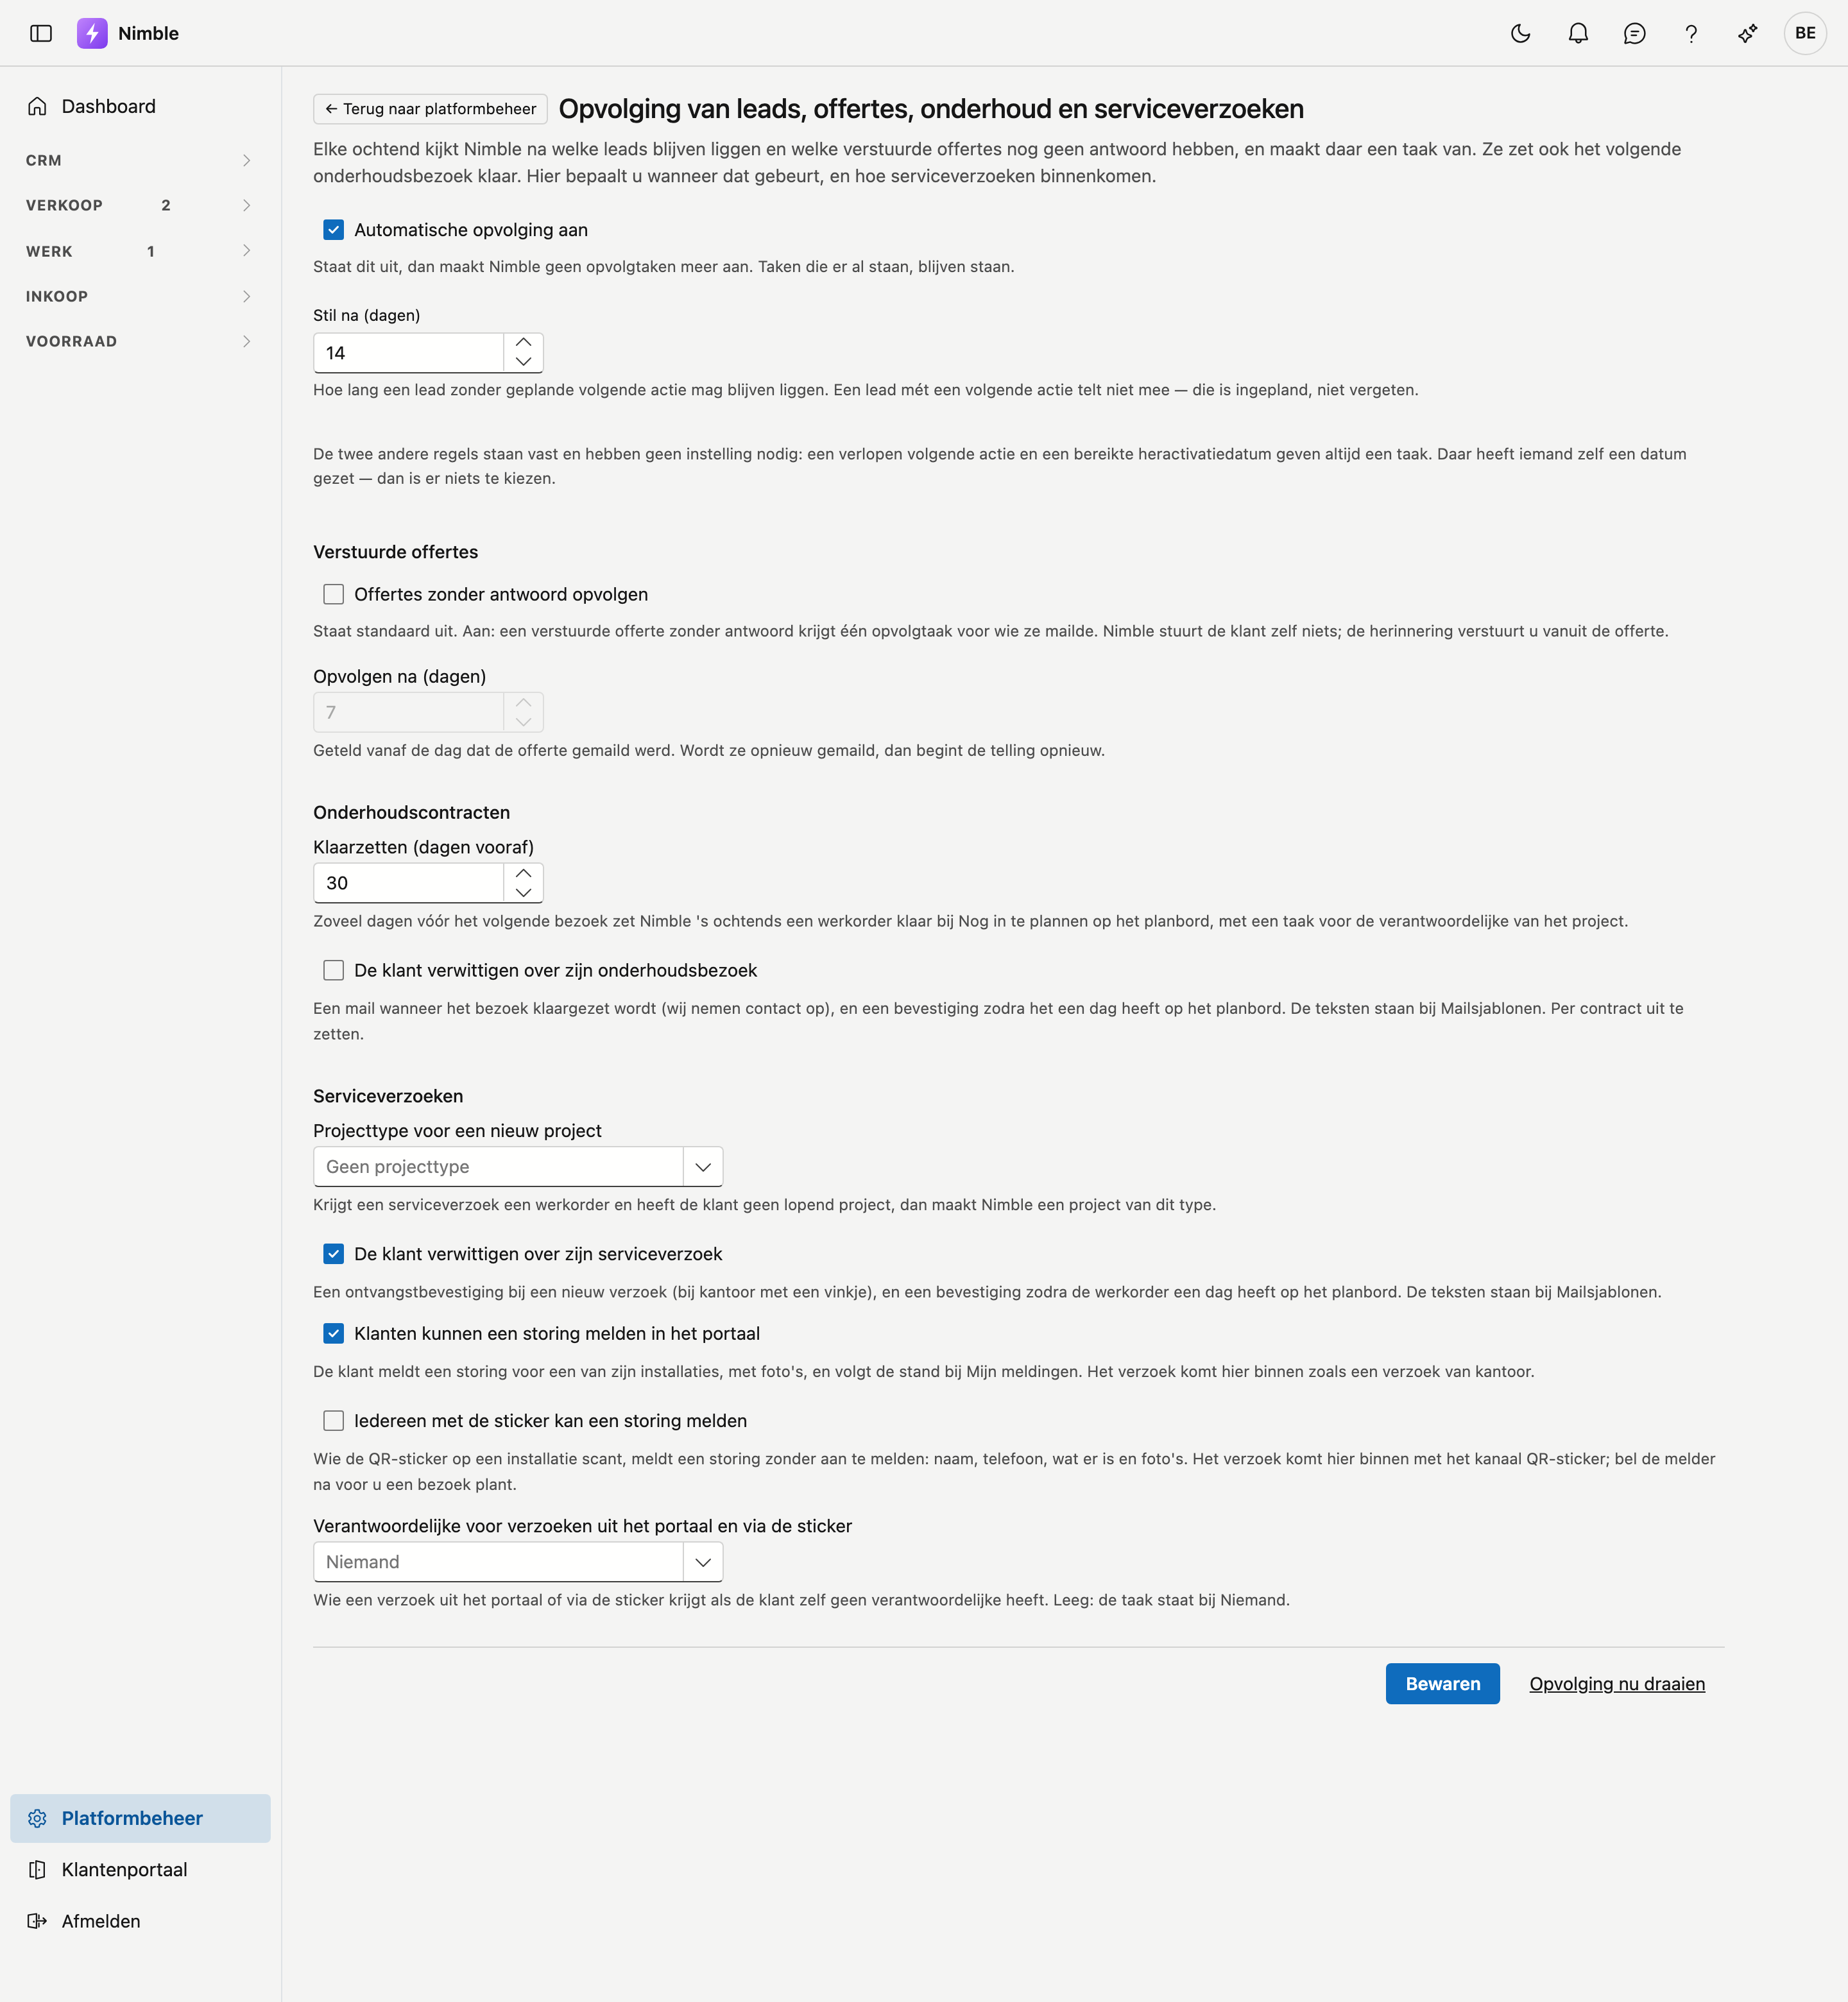 Nimble
BE
Dashboard
CRM
VERKOOP 2
WERK 1
INKOOP
VOORRAAD
← Terug naar platformbeheer
Opvolging van leads, offertes, onderhoud en serviceverzoeken
Elke ochtend kijkt Nimble na welke leads blijven liggen en welke verstuurde offertes nog geen antwoord hebben, en maakt daar een taak van. Ze zet ook het volgende
onderhoudsbezoek klaar. Hier bepaalt u wanneer dat gebeurt, en hoe serviceverzoeken binnenkomen.
Automatische opvolging aan
Staat dit uit, dan maakt Nimble geen opvolgtaken meer aan. Taken die er al staan, blijven staan.
Stil na (dagen)
14
Hoe lang een lead zonder geplande volgende actie mag blijven liggen. Een lead mét een volgende actie telt niet mee — die is ingepland, niet vergeten.
De twee andere regels staan vast en hebben geen instelling nodig: een verlopen volgende actie en een bereikte heractivatiedatum geven altijd een taak. Daar heeft iemand zelf een datum
gezet — dan is er niets te kiezen.
Verstuurde offertes
Offertes zonder antwoord opvolgen
Staat standaard uit. Aan: een verstuurde offerte zonder antwoord krijgt één opvolgtaak voor wie ze mailde. Nimble stuurt de klant zelf niets; de herinnering verstuurt u vanuit de offerte.
Opvolgen na (dagen)
7
Geteld vanaf de dag dat de offerte gemaild werd. Wordt ze opnieuw gemaild, dan begint de telling opnieuw.
Onderhoudscontracten
Klaarzetten (dagen vooraf)
30
Zoveel dagen vóór het volgende bezoek zet Nimble 's ochtends een werkorder klaar bij Nog in te plannen op het planbord, met een taak voor de verantwoordelijke van het project.
De klant verwittigen over zijn onderhoudsbezoek
Een mail wanneer het bezoek klaargezet wordt (wij nemen contact op), en een bevestiging zodra het een dag heeft op het planbord. De teksten staan bij Mailsjablonen. Per contract uit te
zetten.
Serviceverzoeken
Projecttype voor een nieuw project
Geen projecttype
Krijgt een serviceverzoek een werkorder en heeft de klant geen lopend project, dan maakt Nimble een project van dit type.
De klant verwittigen over zijn serviceverzoek
Een ontvangstbevestiging bij een nieuw verzoek (bij kantoor met een vinkje), en een bevestiging zodra de werkorder een dag heeft op het planbord. De teksten staan bij Mailsjablonen.
Klanten kunnen een storing melden in het portaal
De klant meldt een storing voor een van zijn installaties, met foto's, en volgt de stand bij Mijn meldingen. Het verzoek komt hier binnen zoals een verzoek van kantoor.
Iedereen met de sticker kan een storing melden
Wie de QR-sticker op een installatie scant, meldt een storing zonder aan te melden: naam, telefoon, wat er is en foto's. Het verzoek komt hier binnen met het kanaal QR-sticker; bel de melder
na voor u een bezoek plant.
Verantwoordelijke voor verzoeken uit het portaal en via de sticker
Niemand
Wie een verzoek uit het portaal of via de sticker krijgt als de klant zelf geen verantwoordelijke heeft. Leeg: de taak staat bij Niemand.
Bewaren
Opvolging nu draaien
Platformbeheer
Klantenportaal
Afmelden